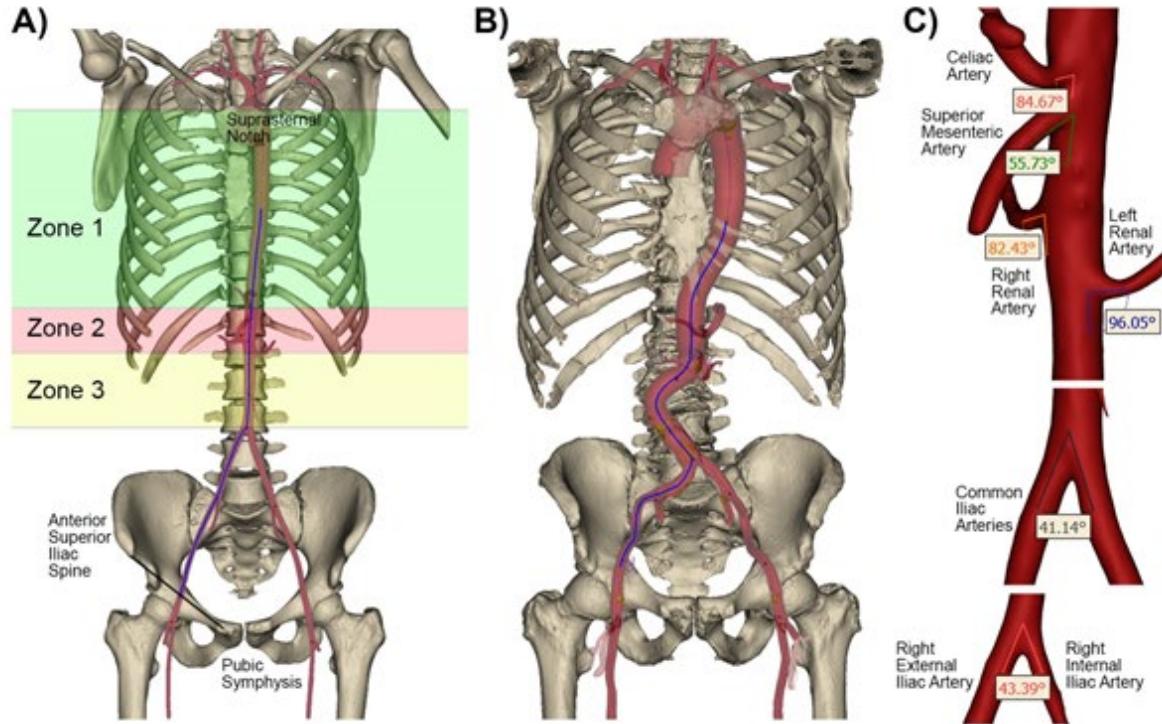 A)
Suprasternal
Notch
Zone 1
Zone 2
Zone 3
Anterior
Superior
Iliac
Spine
Pubic
Symphysis
B)
C)
Celiac
Artery
84.67°
Superior
Mesenteric
Artery
55.73°
Left
Renal
Artery
82.43°
Right
Renal
Artery
96.05°
Common
Iliac
Arteries
41.14°
Right
External
Iliac Artery
Right
Internal
Iliac Artery
43.39°